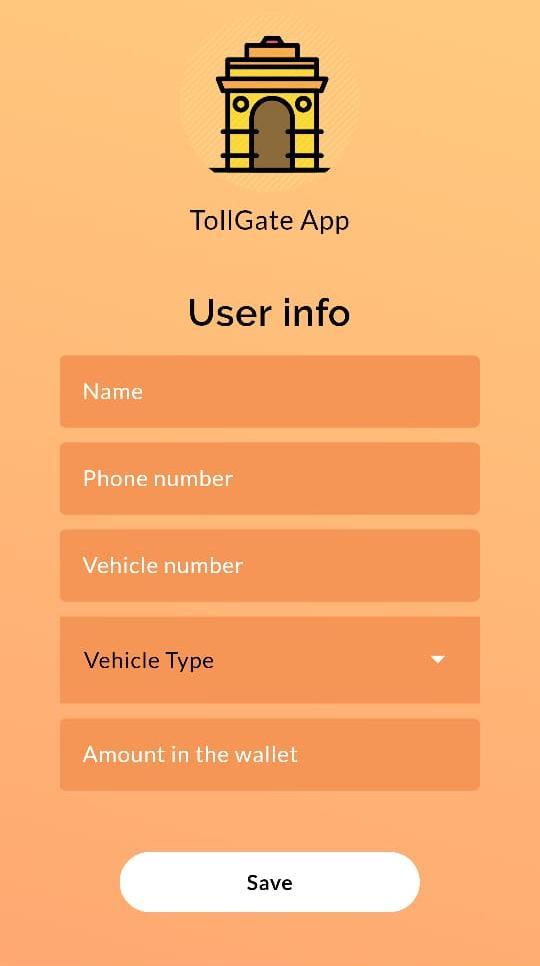 TollGate App
User info
Name
Phone number
Vehicle number
Vehicle Type
Amount in the wallet
Save